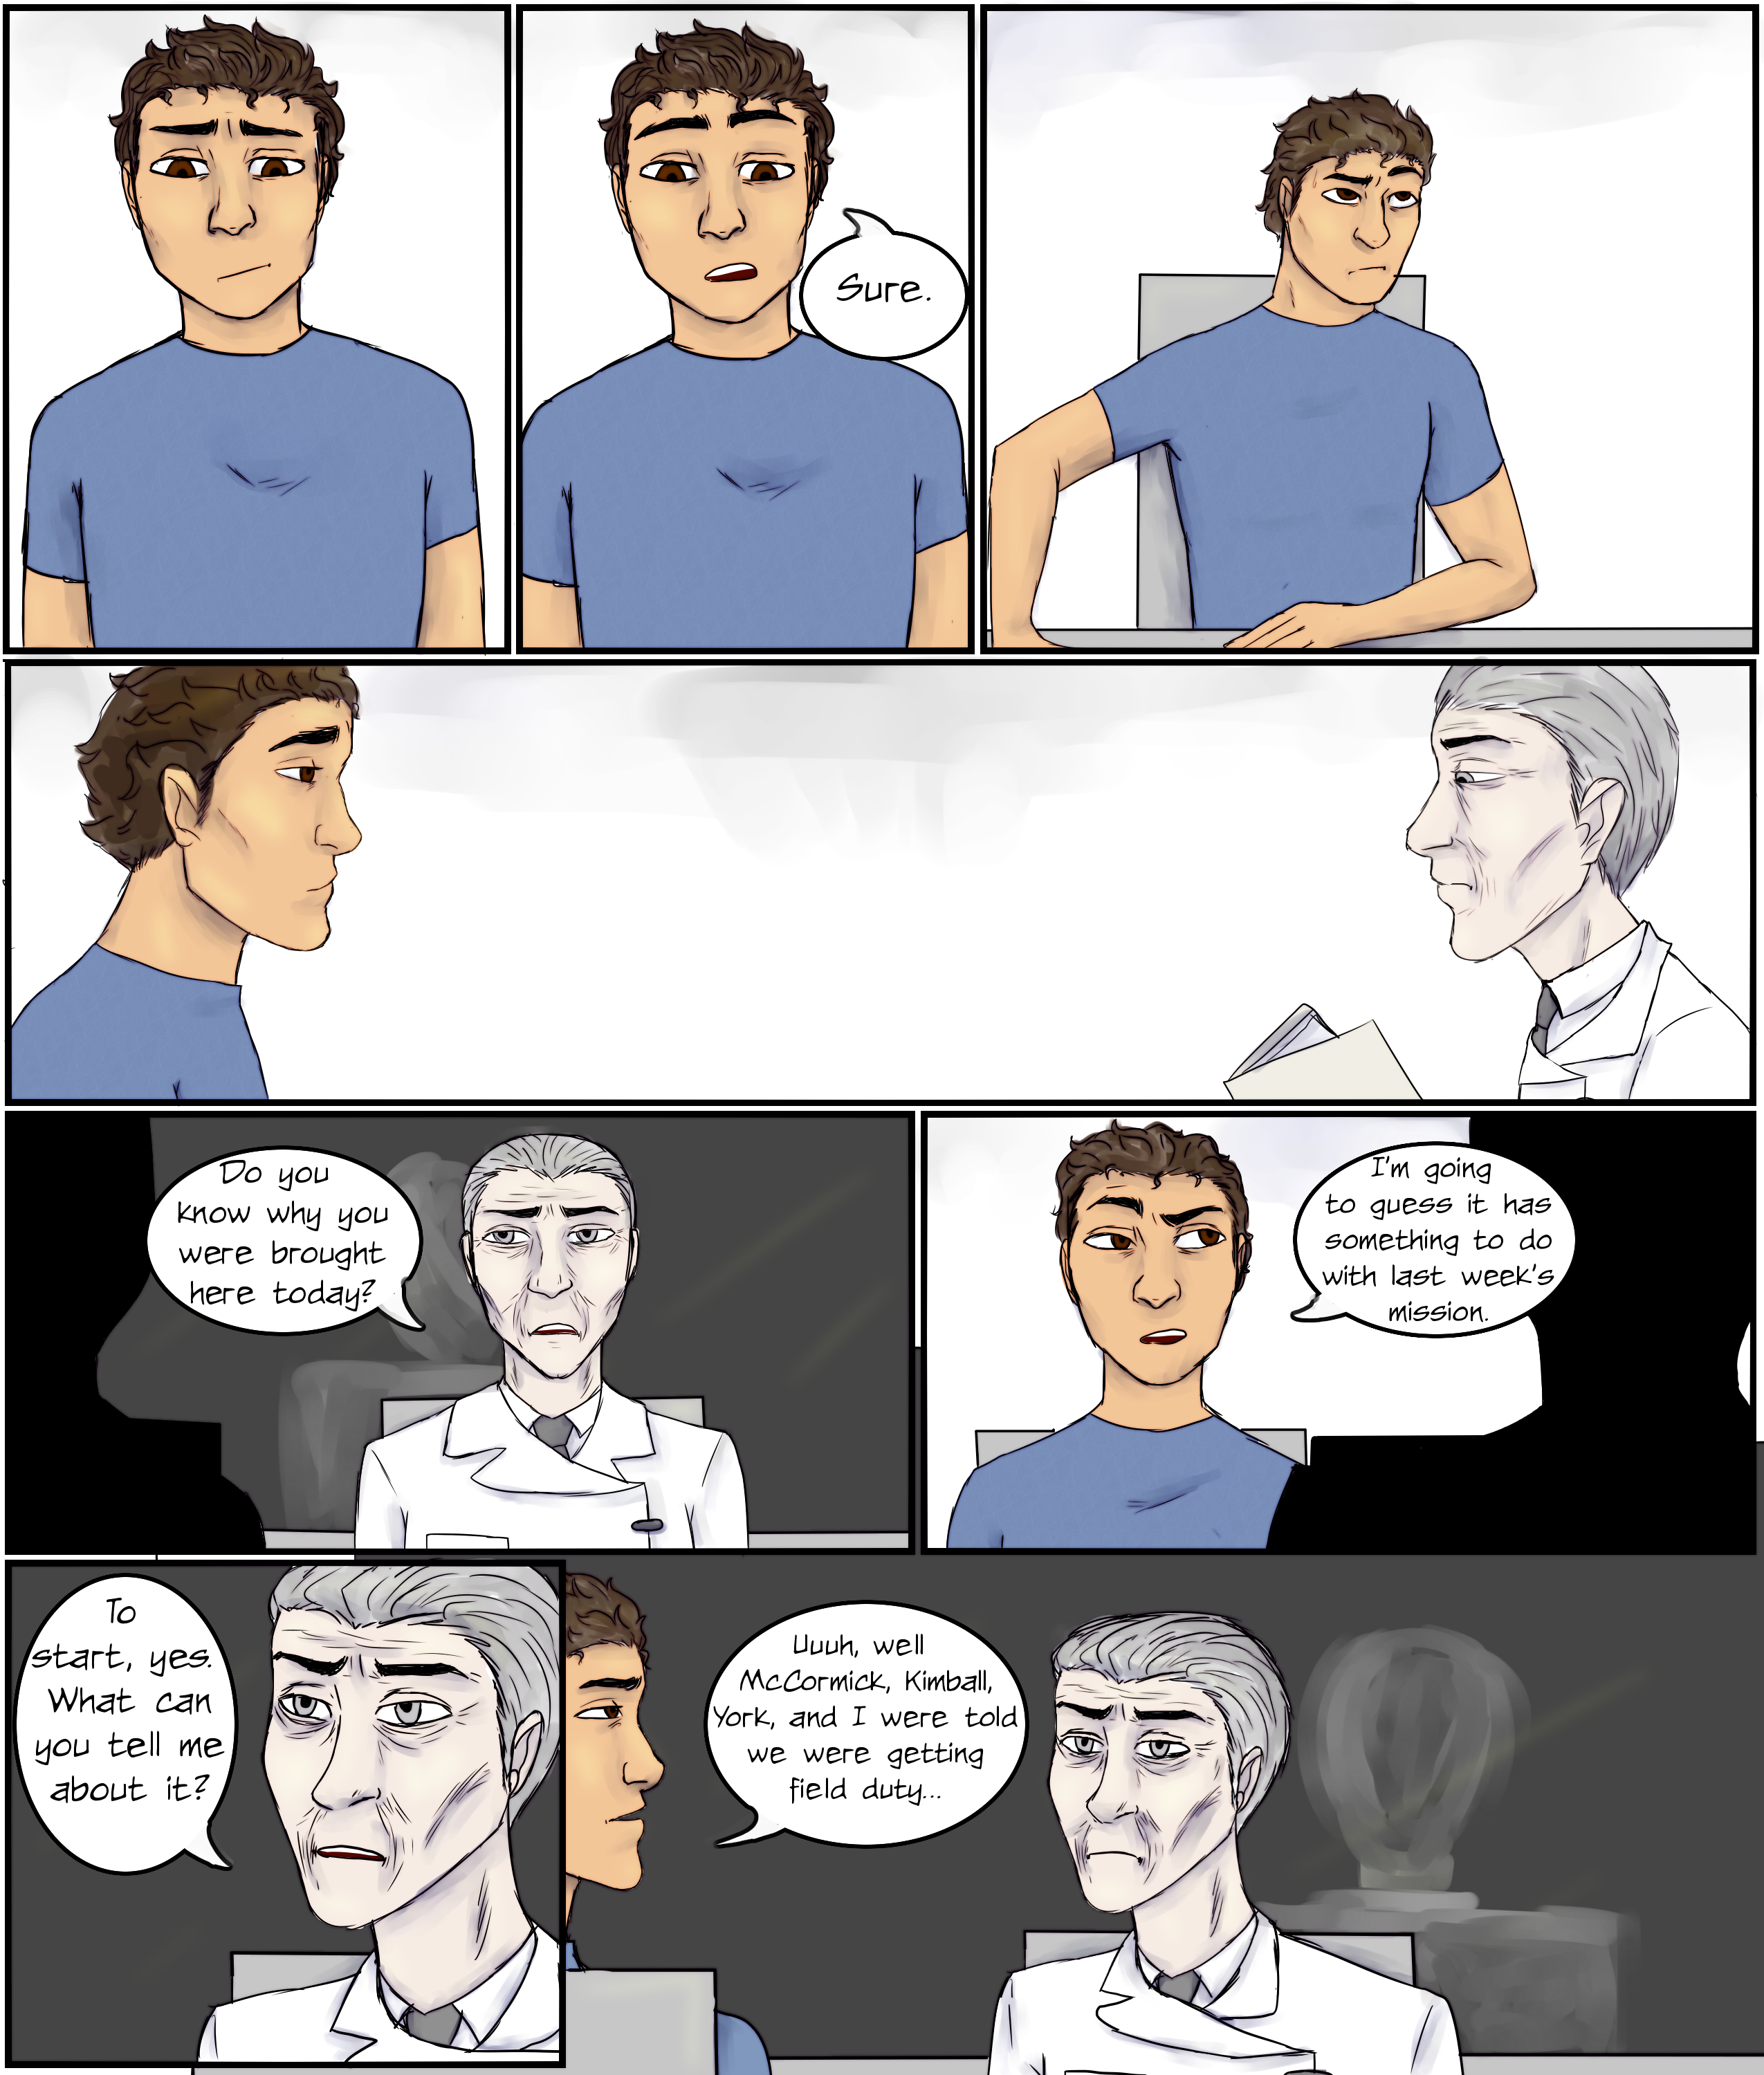 Sure.
Do you
know why you
were brought
here today?
I'm going
to guess it has
something to do
with last week's
mission.
To
start, yes.
What can
you tell me
about it?
Uuuh, well
McCormick, Kimball,
York, and I were told
we were getting
field duty...